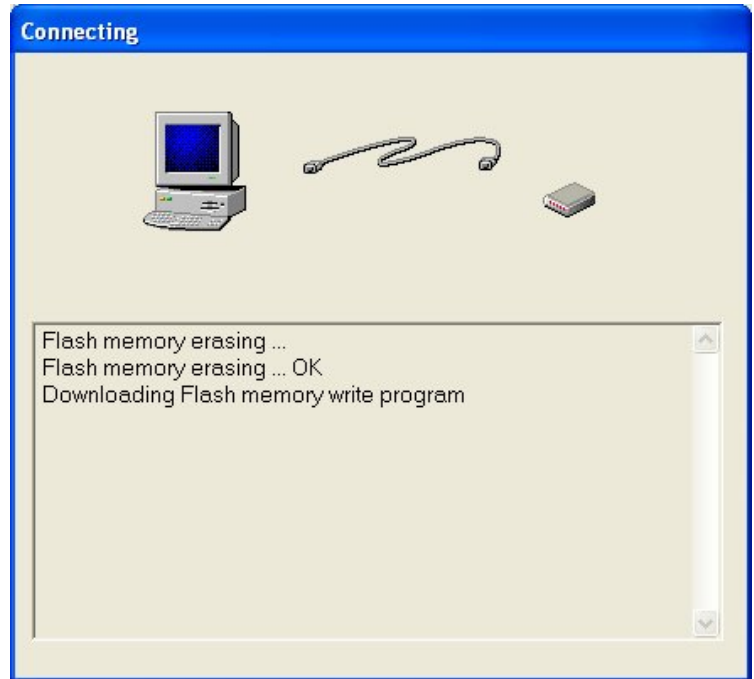 Connecting
Flash memory erasing ...
Flash memory erasing ... OK
Downloading Flash memory write program